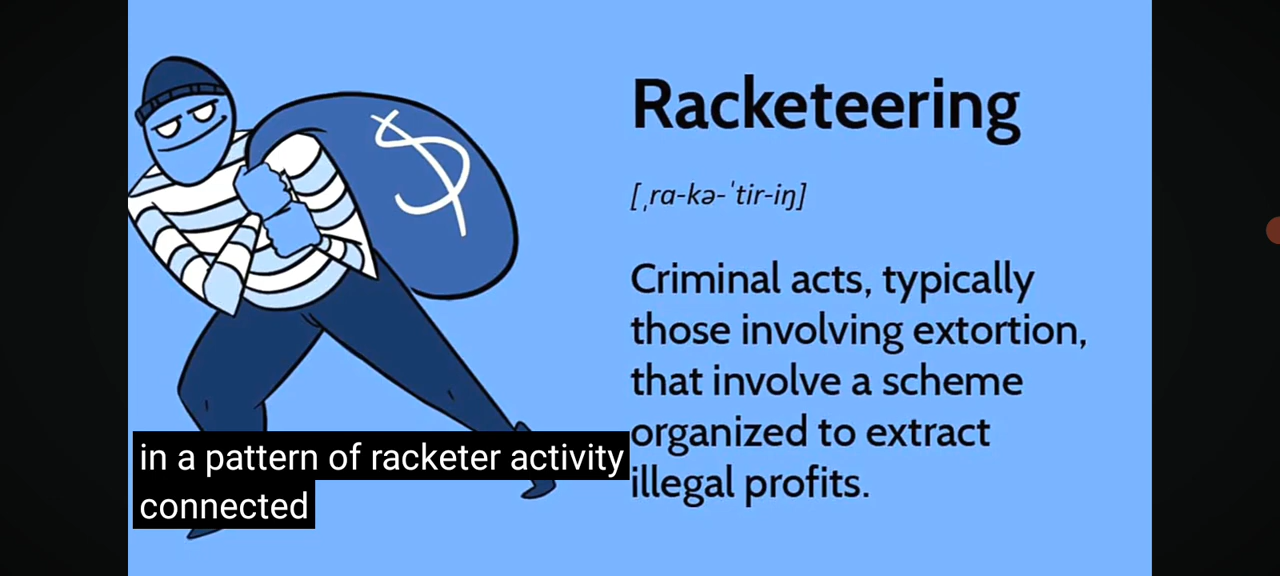 $
Racketeering
[ˌrɑ-kə-ˈtir-iŋ]
Criminal acts, typically
those involving extortion,
that involve a scheme
organized to extract
illegal profits.
in a pattern of racketer activity
connected